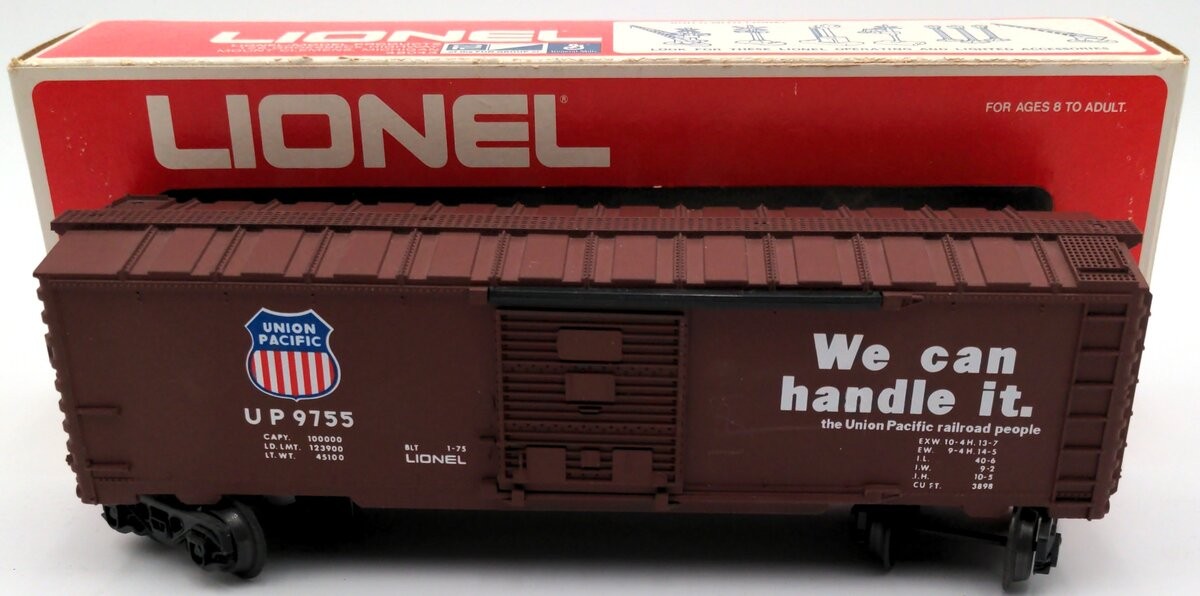 LIONEL
LOOK FOR THESE LIONEL OPERATING AND LIGHTED ACCESSORIES
LIONEL®
FOR AGES 8 TO ADULT.
UNION
PACIFIC
UP 9755
CAPY. 100000
LD. LMT. 123900
LT. WT. 45100
BLT 1-75
LIONEL
We can
handle it.
the Union Pacific railroad people
EXW 10-4 H. 13-7
EW. 9-4 H. 14-5
I.L. 40-6
I.W. 9-2
I.H. 10-5
CU FT. 3898